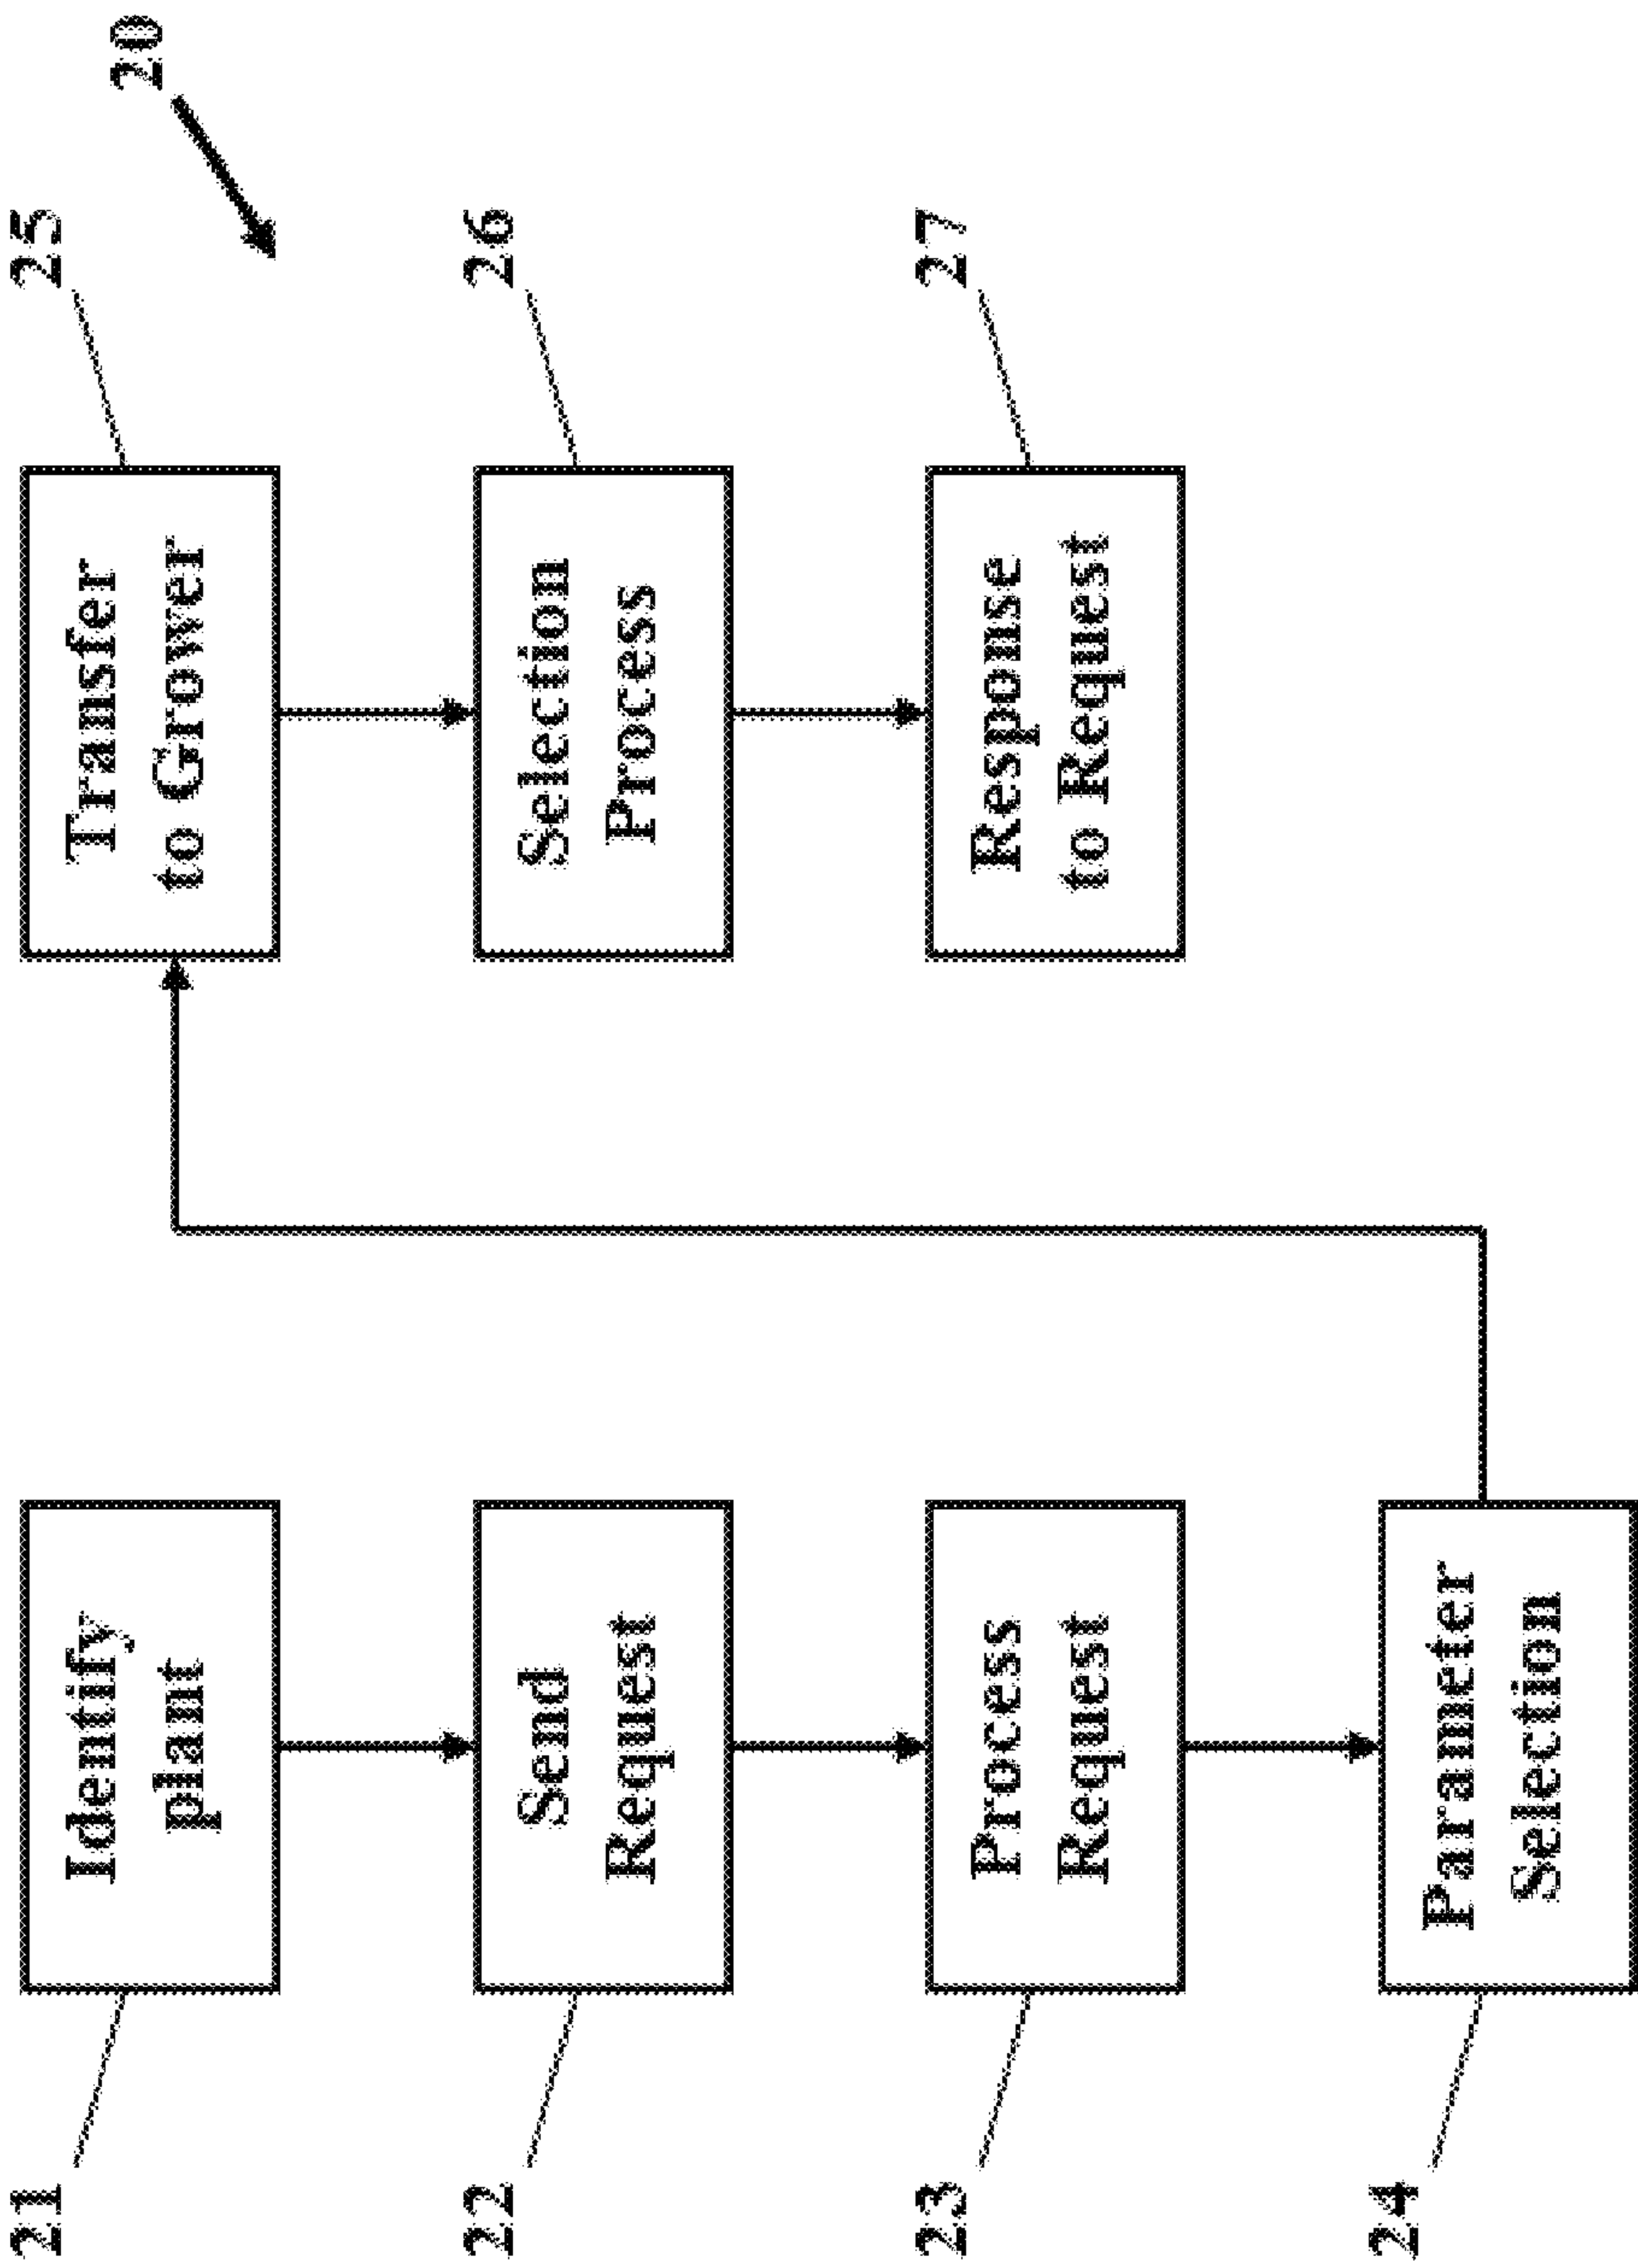 20
21
Identify
plant
22
Send
Request
23
Process
Request
24
Parameter
Selection
25
Transfer
to Grower
26
Selection
Process
27
Response
to Request